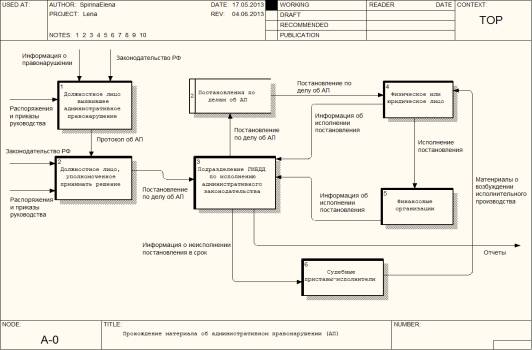 USED AT:
AUTHOR: SpirinaElena
DATE 17.05.2013
PROJECT: Lena
REV: 04.06.2013
NOTES: 1 2 3 4 5 6 7 8 9 10
WORKING
DRAFT
RECOMMENDED
PUBLICATION
READER
DATE
CONTEXT:
TOP
Информация о
правонарушении
Законодательство РФ
1
Должностное лицо
выявившее
административное
правонарушение
Распоряжения
и приказы
руководства
Протокол об АП
2
Постановления по
делам об АП
Постановление по
делу об АП
4
Физическое или
юридическое лицо
Информация об
исполнении
постановления
Постановление
по делу об АП
Исполнение
постановления
Законодательство РФ
2
Должностное лицо,
уполномоченое
принимать решение
Распоряжения
и приказы
руководства
Постановление
по делу об АП
3
Подразделение ГИБДД
по исполнению
административного
законодательства
Информация об
исполнении
постановления
5
Финансовые
организации
Материалы о
возбуждении
исполнительного
производства
Информация о неисполнении
постановления в срок
Отчеты
6
Судебные
приставы-исполнители
NODE:
A-0
TITLE:
Прохождение материала об административном правонарушении (АП)
NUMBER: